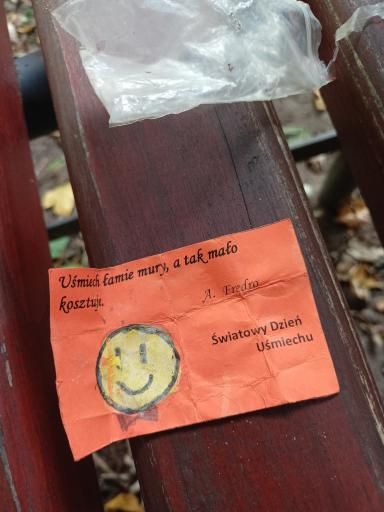 Uśmiech łamie mury, a tak mało
kosztuje.
A. Fredro
Światowy Dzień
Uśmiechu